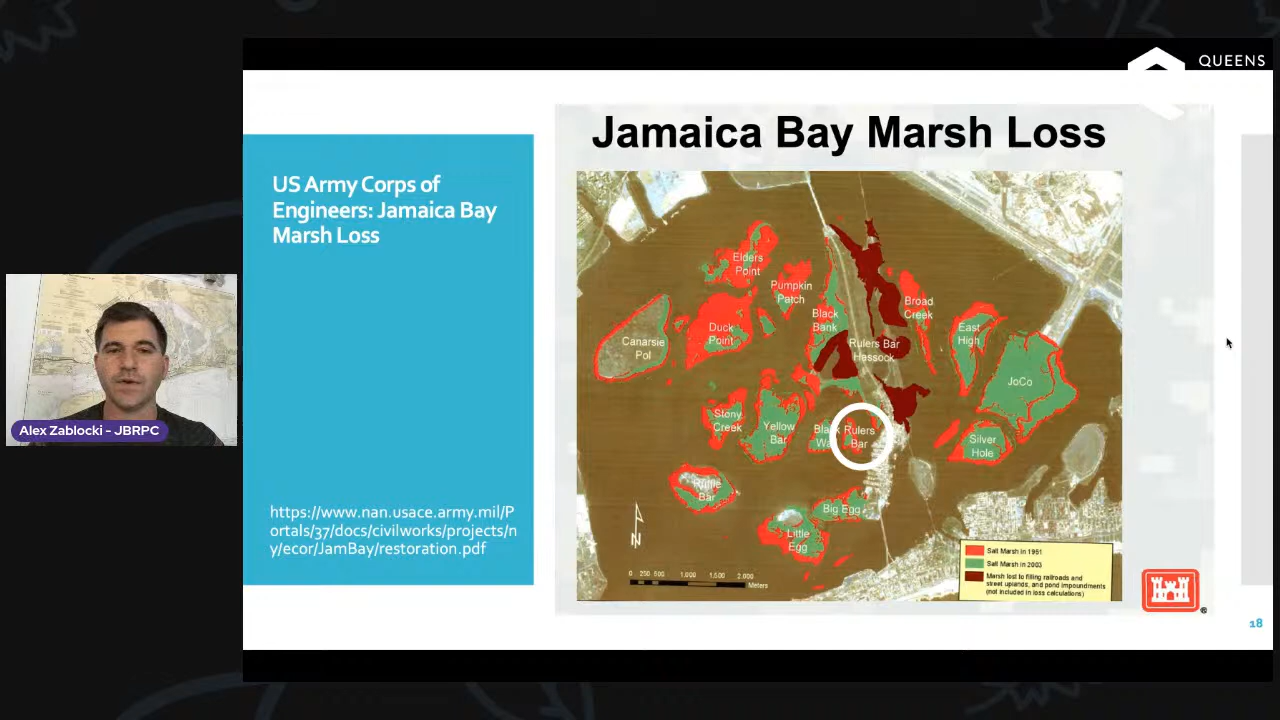 QUEENS
Jamaica Bay Marsh Loss
US Army Corps of
Engineers: Jamaica Bay
Marsh Loss
https://www.nan.usace.army.mil/P
ortals/37/docs/civilworks/projects/n
y/ecor/JamBay/restoration.pdf
Elders
Point
Pumpkin
Patch
Broad
Creek
Black
Bank
Duck
Point
East
High
Canarsie
Pol
Rulers Bar
Hassock
JoCo
Stony
Creek
Yellow
Bar
Rulers
Bar
Silver
Hole
Bar
Big Egg
Little
Egg
N
0 250 500 1,000 1,500 2,000
Meters
Salt Marsh in 1951
Salt Marsh in 2003
Marsh lost to filling railroads and
street uplands, and pond impoundments
(not included in loss calculations)
®
18
Alex Zablocki - JBRPC